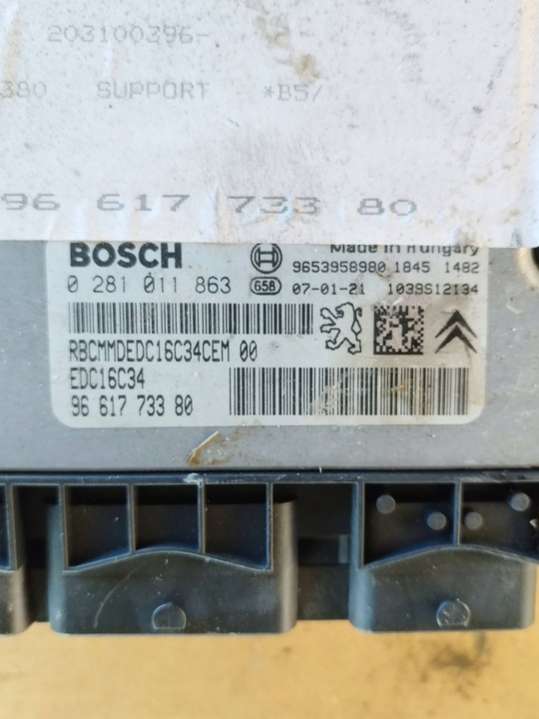 203100396-
380 SUPPORT *B5/
96 617 733 80
BOSCH
Made in Hungary
0 281 011 863
G58
9653958980 1845 1482
07-01-21 1039S12134
RBCMMDEDC16C34CEM 00
EDC16C34
96 617 733 80